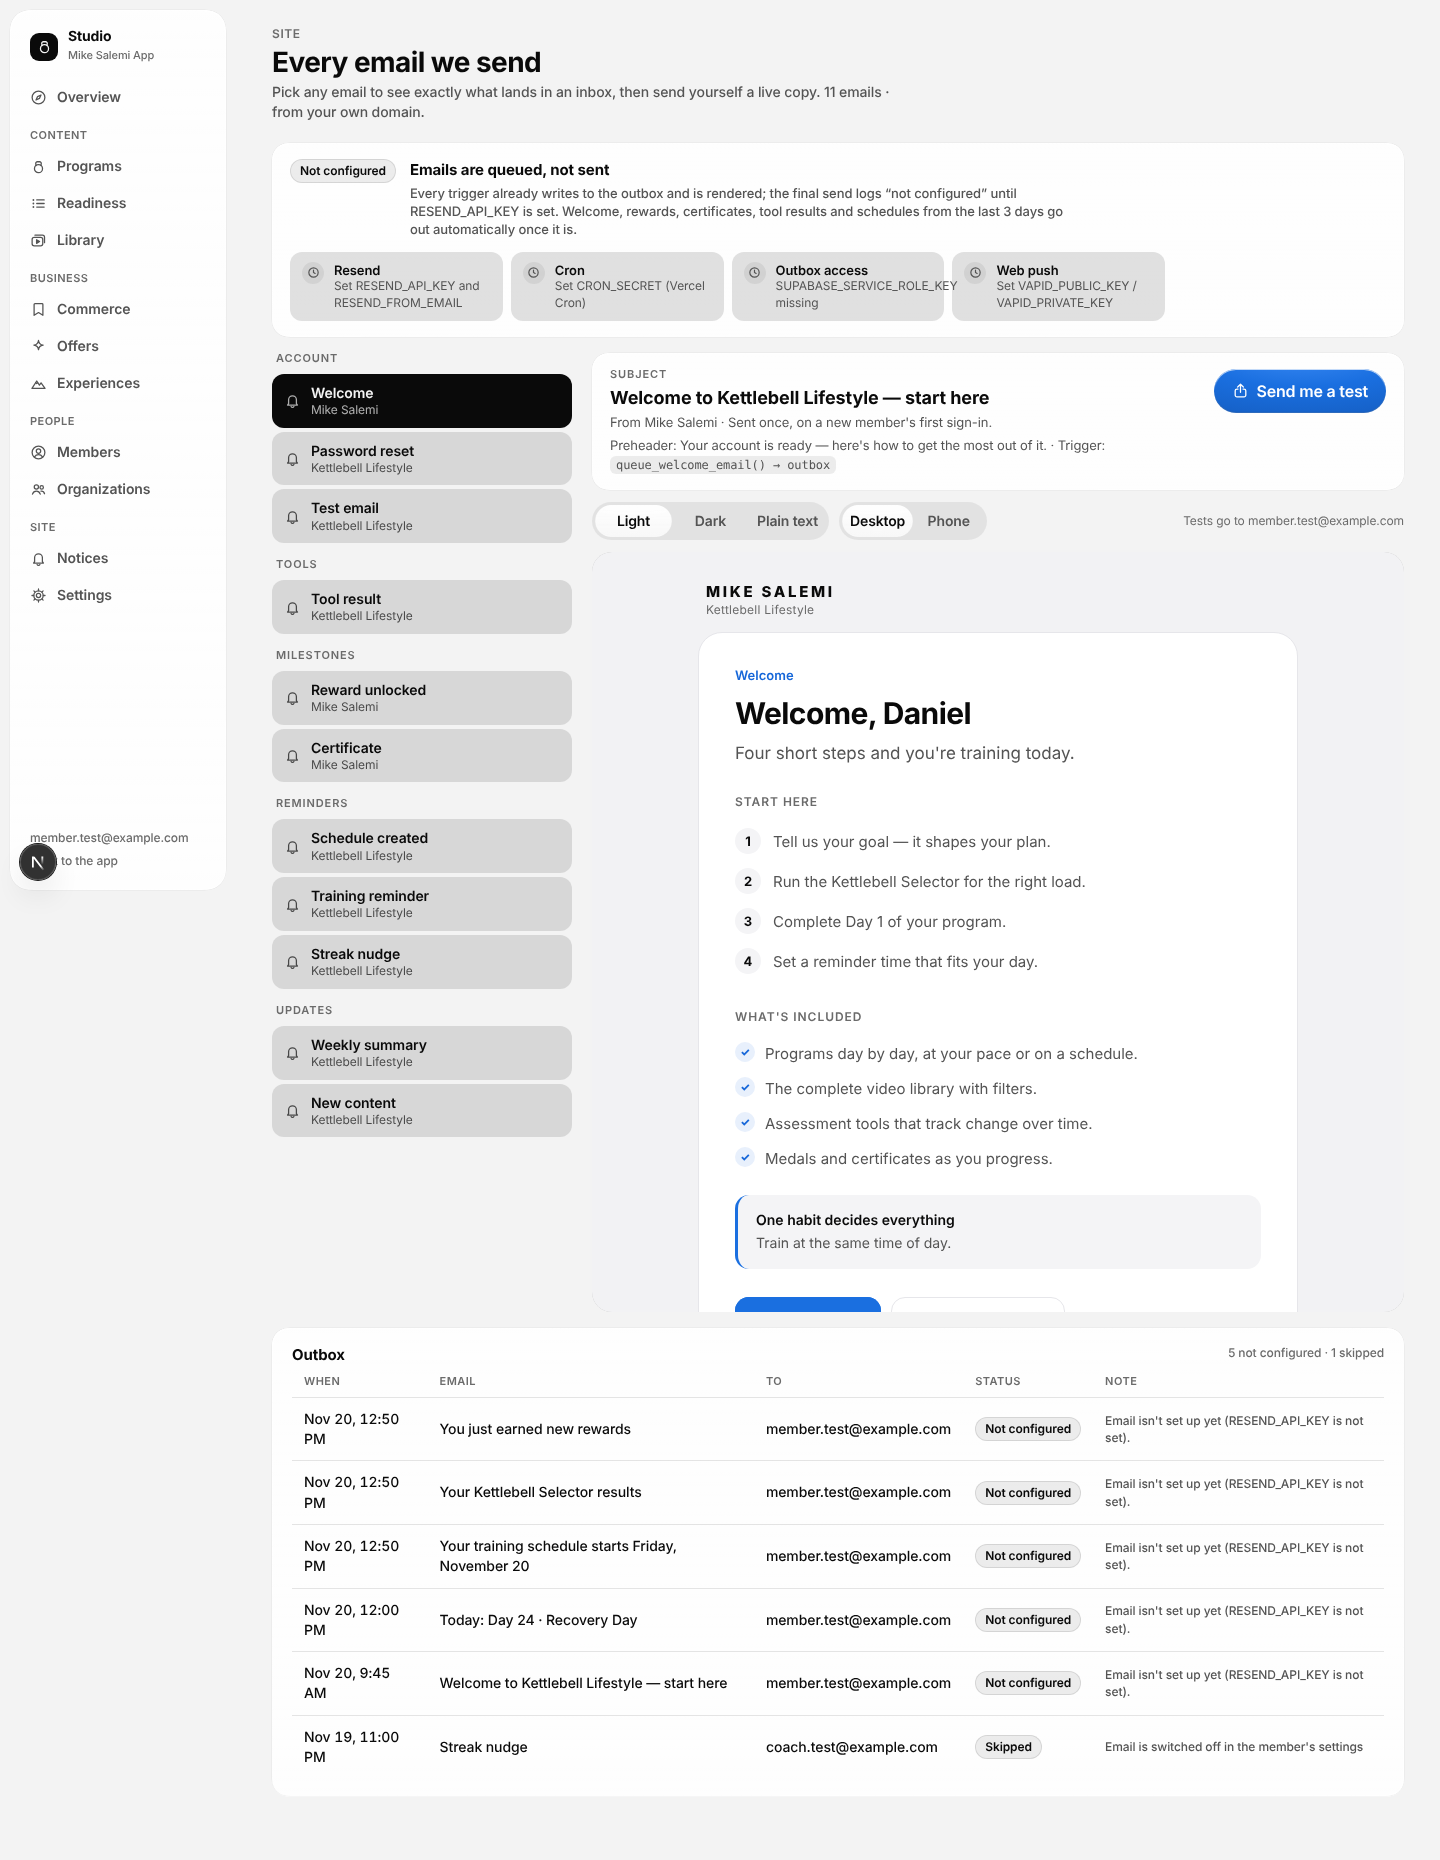 Studio
Mike Salemi App
Overview
CONTENT
Programs
Readiness
Library
BUSINESS
Commerce
Offers
Experiences
PEOPLE
Members
Organizations
SITE
Notices
Settings
member.test@example.com
N
to the app
SITE
Every email we send
Pick any email to see exactly what lands in an inbox, then send yourself a live copy. 11 emails ·
from your own domain.
Not configured
Emails are queued, not sent
Every trigger already writes to the outbox and is rendered; the final send logs “not configured” until
RESEND_API_KEY is set. Welcome, rewards, certificates, tool results and schedules from the last 3 days go
out automatically once it is.
Resend
Set RESEND_API_KEY and
RESEND_FROM_EMAIL
Cron
Set CRON_SECRET (Vercel
Cron)
Outbox access
SUPABASE_SERVICE_ROLE_KEY
missing
Web push
Set VAPID_PUBLIC_KEY /
VAPID_PRIVATE_KEY
ACCOUNT
Welcome
Mike Salemi
Password reset
Kettlebell Lifestyle
Test email
Kettlebell Lifestyle
TOOLS
Tool result
Kettlebell Lifestyle
MILESTONES
Reward unlocked
Mike Salemi
Certificate
Mike Salemi
REMINDERS
Schedule created
Kettlebell Lifestyle
Training reminder
Kettlebell Lifestyle
Streak nudge
Kettlebell Lifestyle
UPDATES
Weekly summary
Kettlebell Lifestyle
New content
Kettlebell Lifestyle
SUBJECT
Welcome to Kettlebell Lifestyle — start here
From Mike Salemi · Sent once, on a new member's first sign-in.
Preheader: Your account is ready — here's how to get the most out of it. · Trigger:
queue_welcome_email() → outbox
Send me a test
Light
Dark
Plain text
Desktop
Phone
Tests go to member.test@example.com
MIKE SALEMI
Kettlebell Lifestyle
Welcome
Welcome, Daniel
Four short steps and you're training today.
START HERE
1 Tell us your goal — it shapes your plan.
2 Run the Kettlebell Selector for the right load.
3 Complete Day 1 of your program.
4 Set a reminder time that fits your day.
WHAT'S INCLUDED
Programs day by day, at your pace or on a schedule.
The complete video library with filters.
Assessment tools that track change over time.
Medals and certificates as you progress.
One habit decides everything
Train at the same time of day.
Outbox
5 not configured · 1 skipped
WHEN EMAIL TO STATUS NOTE
Nov 20, 12:50
PM
You just earned new rewards
member.test@example.com
Not configured
Email isn't set up yet (RESEND_API_KEY is not
set).
Nov 20, 12:50
PM
Your Kettlebell Selector results
member.test@example.com
Not configured
Email isn't set up yet (RESEND_API_KEY is not
set).
Nov 20, 12:50
PM
Your training schedule starts Friday,
November 20
member.test@example.com
Not configured
Email isn't set up yet (RESEND_API_KEY is not
set).
Nov 20, 12:00
PM
Today: Day 24 · Recovery Day
member.test@example.com
Not configured
Email isn't set up yet (RESEND_API_KEY is not
set).
Nov 20, 9:45
AM
Welcome to Kettlebell Lifestyle — start here
member.test@example.com
Not configured
Email isn't set up yet (RESEND_API_KEY is not
set).
Nov 19, 11:00
PM
Streak nudge
coach.test@example.com
Skipped
Email is switched off in the member's settings